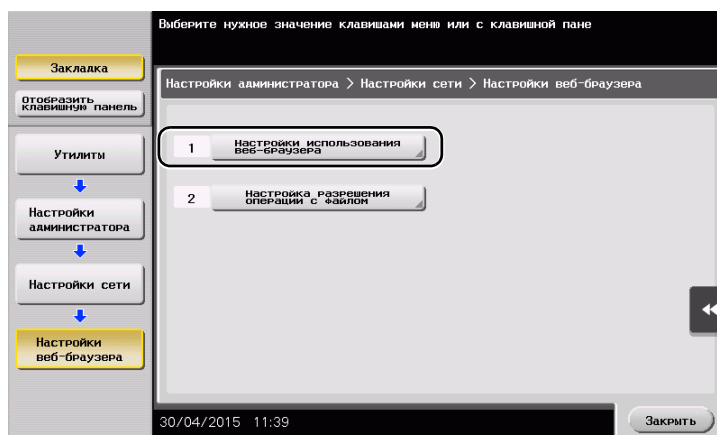 Выберите нужное значение клавишами меню или с клавишной пане
Закладка
Отобразить
клавишную панель
Настройки администратора > Настройки сети > Настройки веб-браузера
1 Настройки использования
веб-браузера
Утилиты
2 Настройка разрешения
операции с файлом
Настройки
администратора
Настройки сети
Настройки
веб-браузера
30/04/2015 11:39
Закрыть